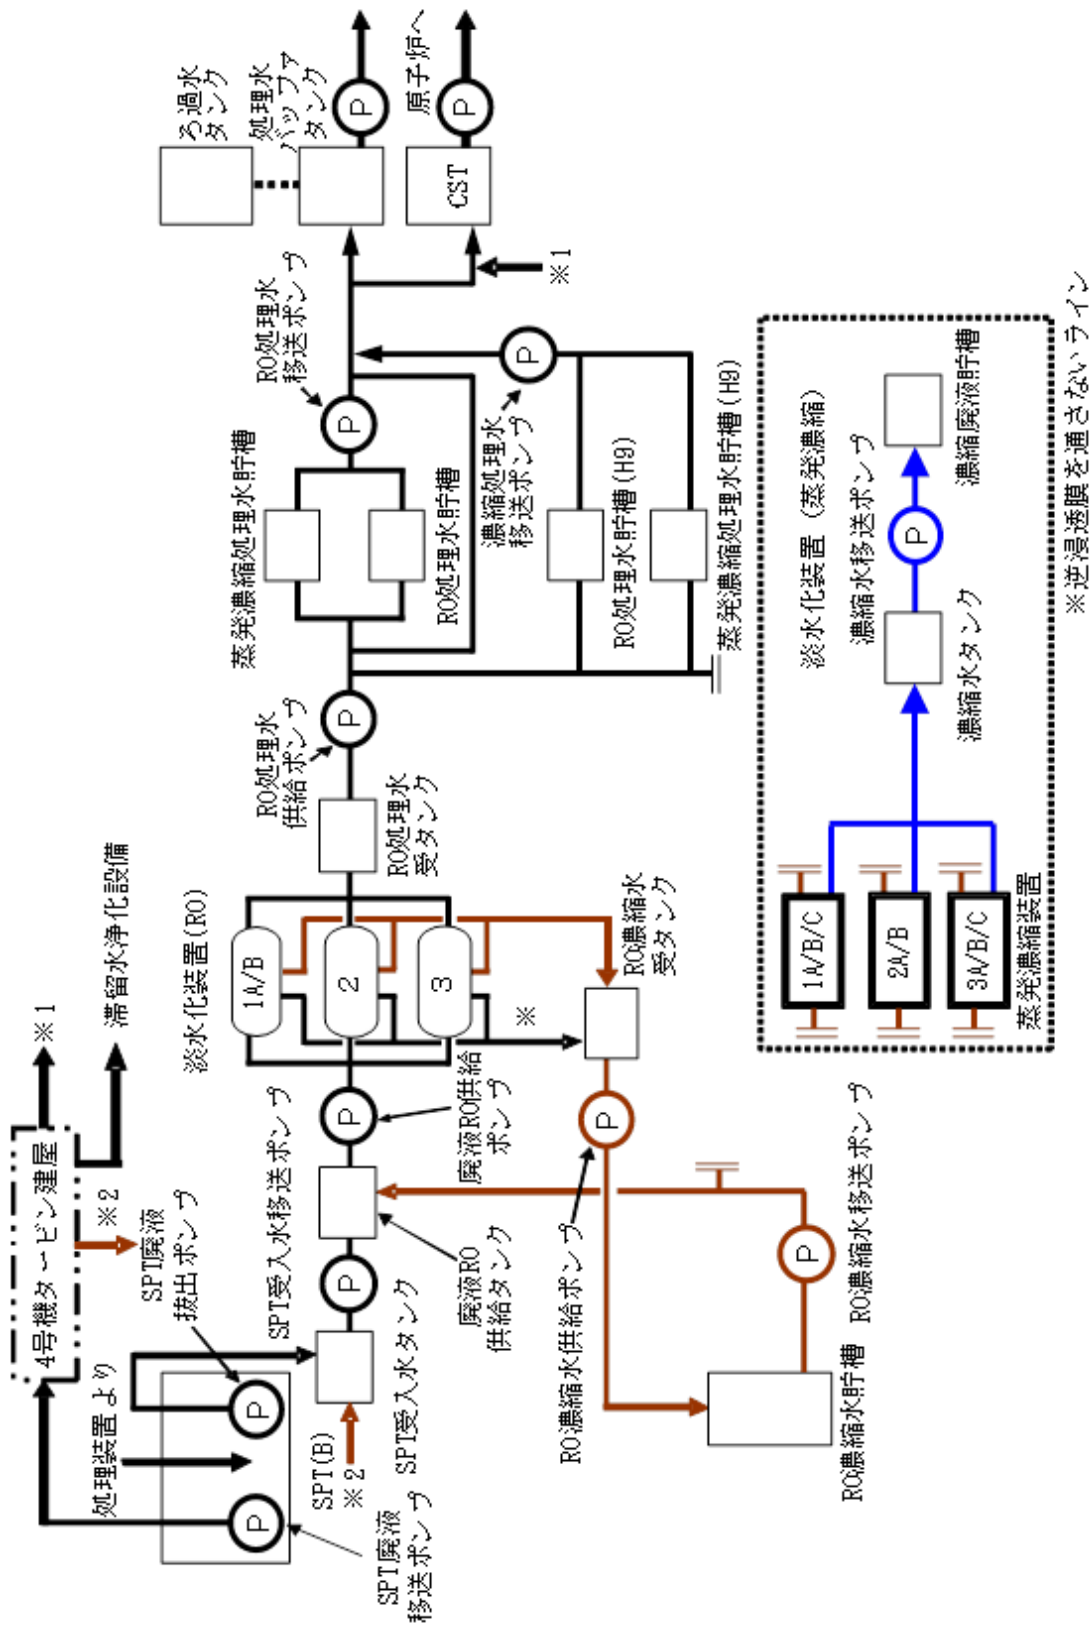 4号機タービン建屋
※1
滞留水浄化設備
※2
処理装置より
SPT廃液
抜出ポンプ
P
P
SPT廃液
移送ポンプ
SPT(B)
※2
SPT受入水タンク
P
SPT受入水移送ポンプ
廃液RO
供給タンク
P
廃液RO供給
ポンプ
淡水化装置(RO)
1A/B
2
3
※
RO処理水
受タンク
RO処理水
供給ポンプ
P
蒸発濃縮処理水貯槽
RO処理水貯槽
P
RO処理水
移送ポンプ
濃縮処理水
移送ポンプ
P
RO処理水貯槽(H9)
蒸発濃縮処理水貯槽(H9)
ろ過水
タンク
処理水
バッファ
タンク
P
原子炉へ
CST
P
※1
RO濃縮水
受タンク
P
RO濃縮水供給ポンプ
RO濃縮水貯槽
P
RO濃縮水移送ポンプ
淡水化装置(蒸発濃縮)
1A/B/C
2A/B
3A/B/C
蒸発濃縮装置
濃縮水タンク
濃縮水移送ポンプ
P
濃縮廃液貯槽
※逆浸透膜を通さないライン